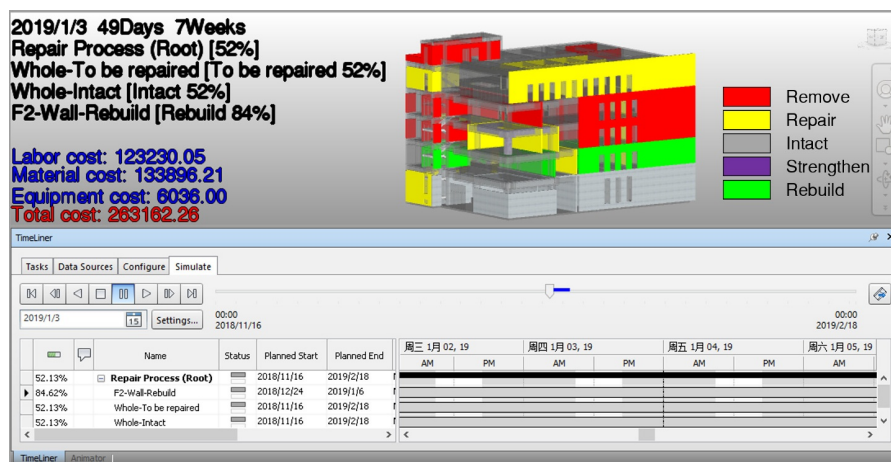 2019/1/3 49Days 7Weeks
Repair Process (Root) [52%]
Whole-To be repaired [To be repaired 52%]
Whole-Intact [Intact 52%]
F2-Wall-Rebuild [Rebuild 84%]
Labor cost: 123230.05
Material cost: 133896.21
Equipment cost: 6036.00
Total cost: 263162.26
Remove
Repair
Intact
Strengthen
Rebuild
TimeLiner
Tasks Data Sources Configure Simulate
2019/1/3 15 Settings...
00:00 00:00
2018/11/16 2019/2/18
Name Status Planned Start Planned End
周三 1月 02, 19 周四 1月 03, 19 周五 1月 04, 19 周六 1月 05, 19
AM PM AM PM AM PM AM
52.13% Repair Process (Root) 2018/11/16 2019/2/18
84.62% F2-Wall-Rebuild 2018/12/24 2019/1/6
52.13% Whole-To be repaired 2018/11/16 2019/2/18
52.13% Whole-Intact 2018/11/16 2019/2/18
TimeLiner Animator